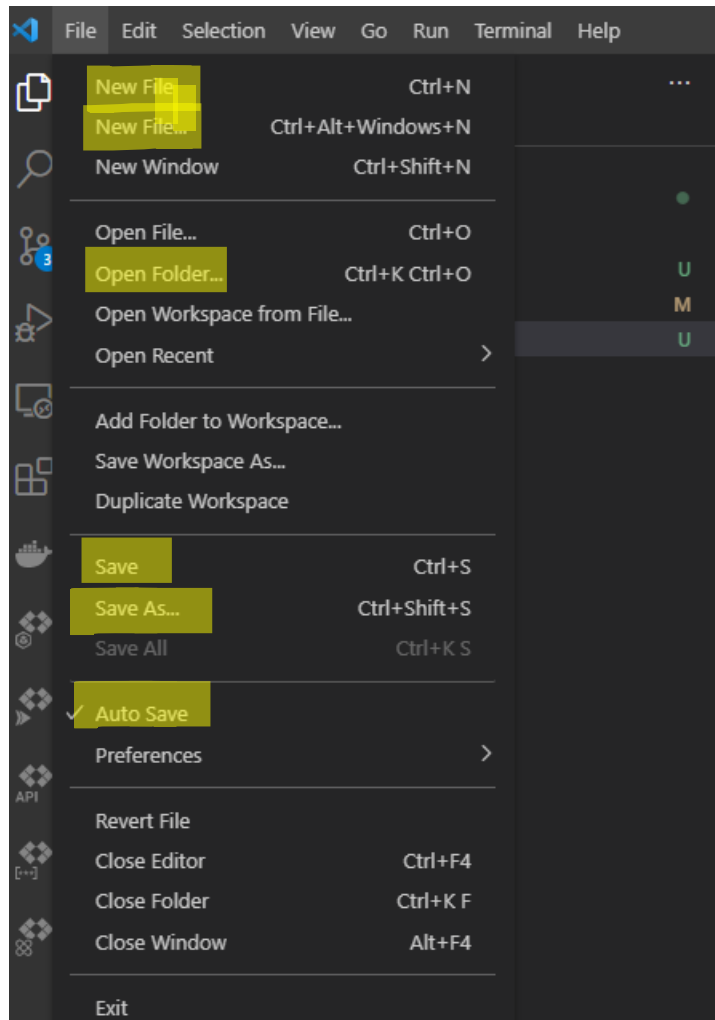 File Edit Selection View Go Run Terminal Help
New File Ctrl+N
New File... Ctrl+Alt+Windows+N
New Window Ctrl+Shift+N
Open File... Ctrl+O
Open Folder... Ctrl+K Ctrl+O
Open Workspace from File...
Open Recent
Add Folder to Workspace...
Save Workspace As...
Duplicate Workspace
Save Ctrl+S
Save As... Ctrl+Shift+S
Save All Ctrl+K S
Auto Save
Preferences
Revert File
Close Editor Ctrl+F4
Close Folder Ctrl+K F
Close Window Alt+F4
Exit
3
API
U
M
U